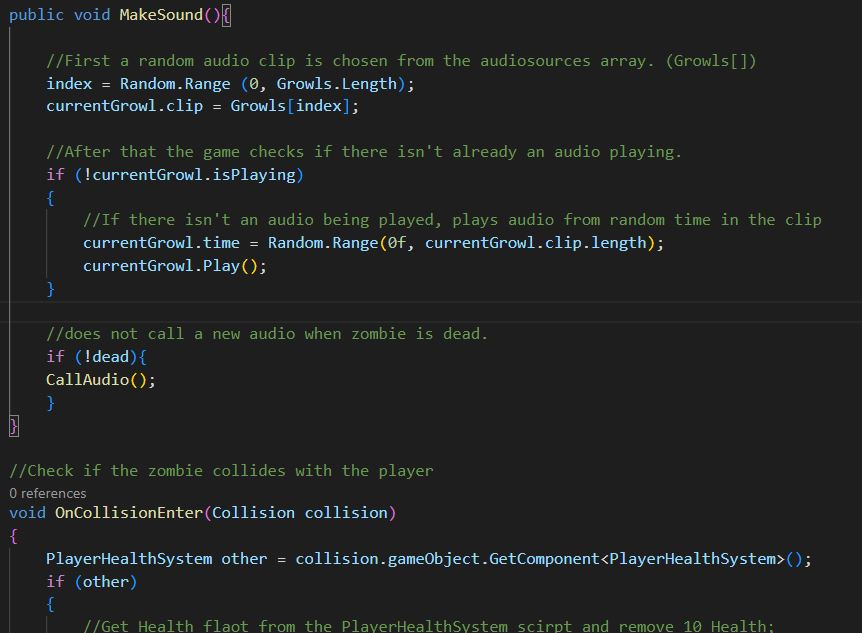 public void MakeSound(){
//First a random audio clip is chosen from the audiosources array. (Growls[])
index = Random.Range (0, Growls.Length);
currentGrowl.clip = Growls[index];
//After that the game checks if there isn't already an audio playing.
if (!currentGrowl.isPlaying)
{
//If there isn't an audio being played, plays audio from random time in the clip
currentGrowl.time = Random.Range(0f, currentGrowl.clip.length);
currentGrowl.Play();
}
//does not call a new audio when zombie is dead.
if (!dead){
CallAudio();
}
}
//Check if the zombie collides with the player
0 references
void OnCollisionEnter(Collision collision)
{
PlayerHealthSystem other = collision.gameObject.GetComponent<PlayerHealthSystem>();
if (other)
{
//Get Health flaot from the PlayerHealthSystem scirpt and remove 10 Health;